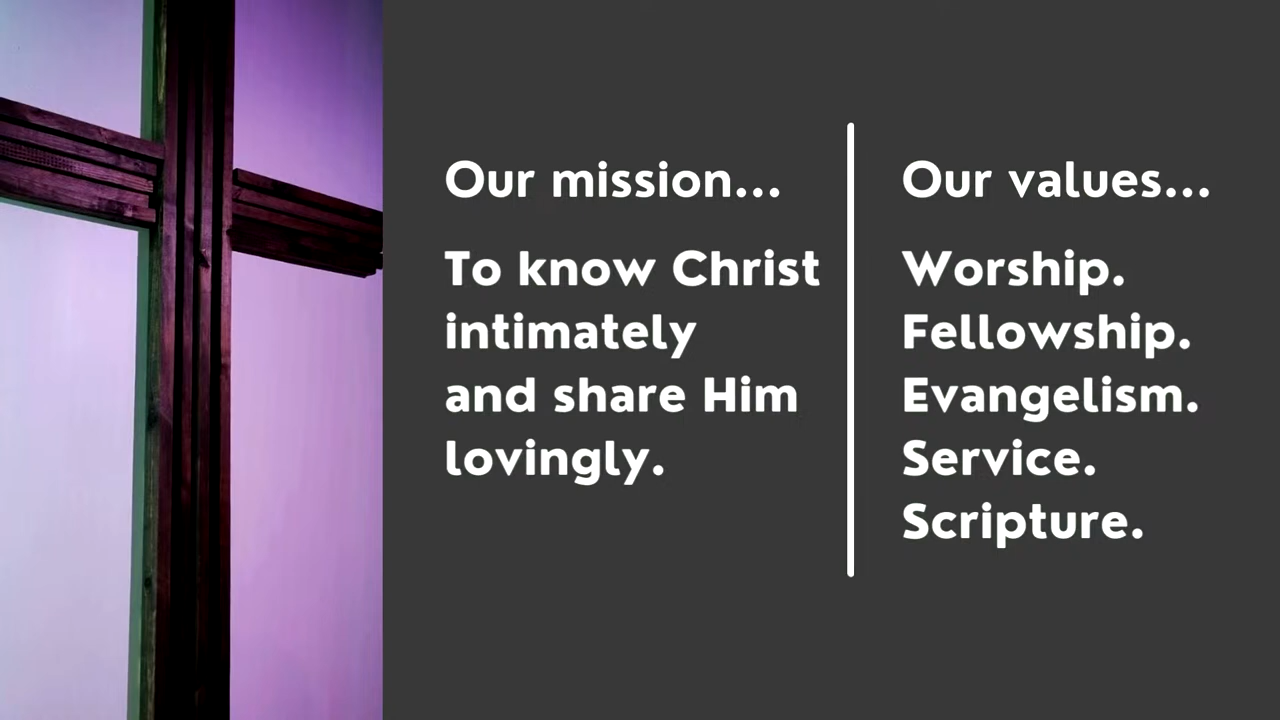 Our mission...
To know Christ
intimately
and share Him
lovingly.
Our values...
Worship.
Fellowship.
Evangelism.
Service.
Scripture.